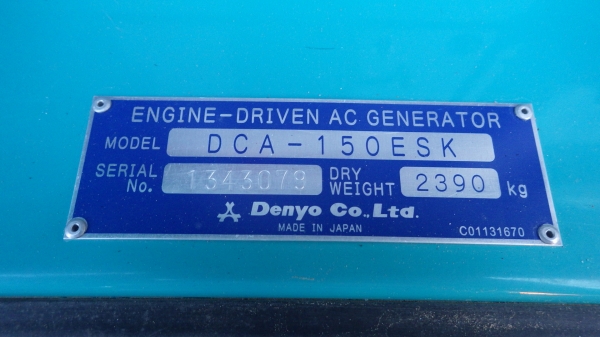 ENGINE-DRIVEN AC GENERATOR
MODEL DCA-150ESK
SERIAL No. 1343079 DRY WEIGHT 2390 kg
Denyo Co., Ltd.
MADE IN JAPAN C01131670